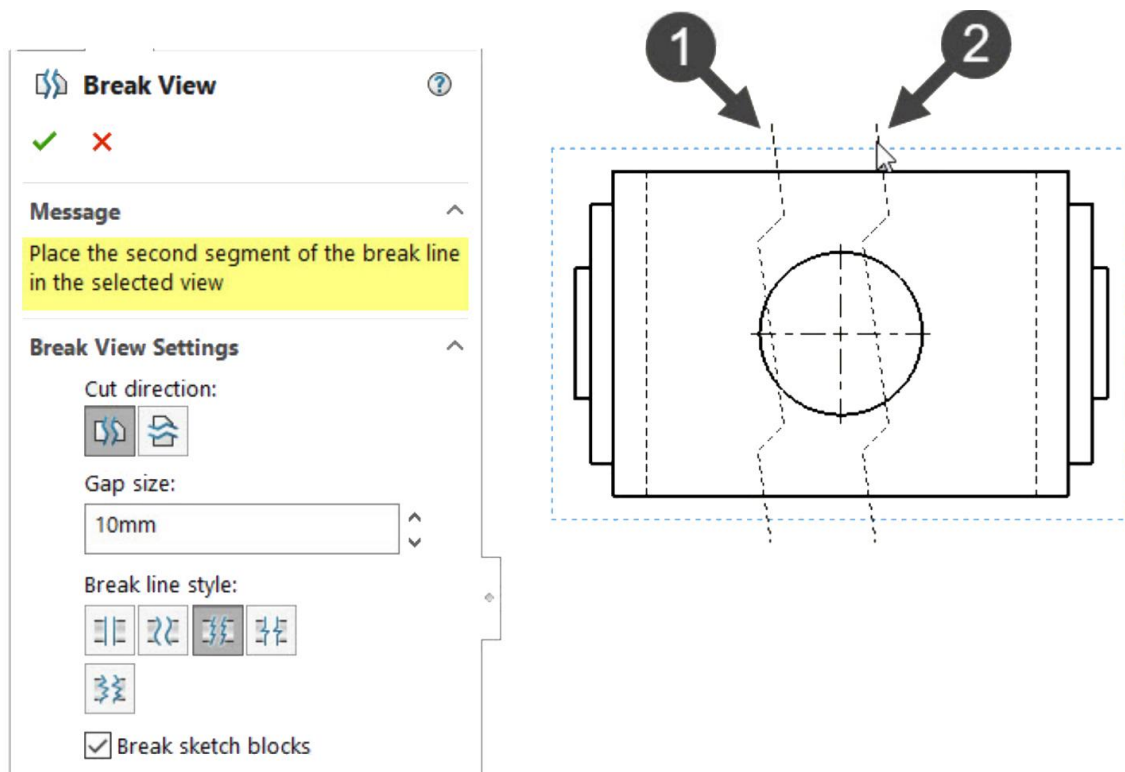 Break View
?
Message
Place the second segment of the break line
in the selected view
Break View Settings
Cut direction:
Gap size:
10mm
Break line style:
Break sketch blocks
1
2